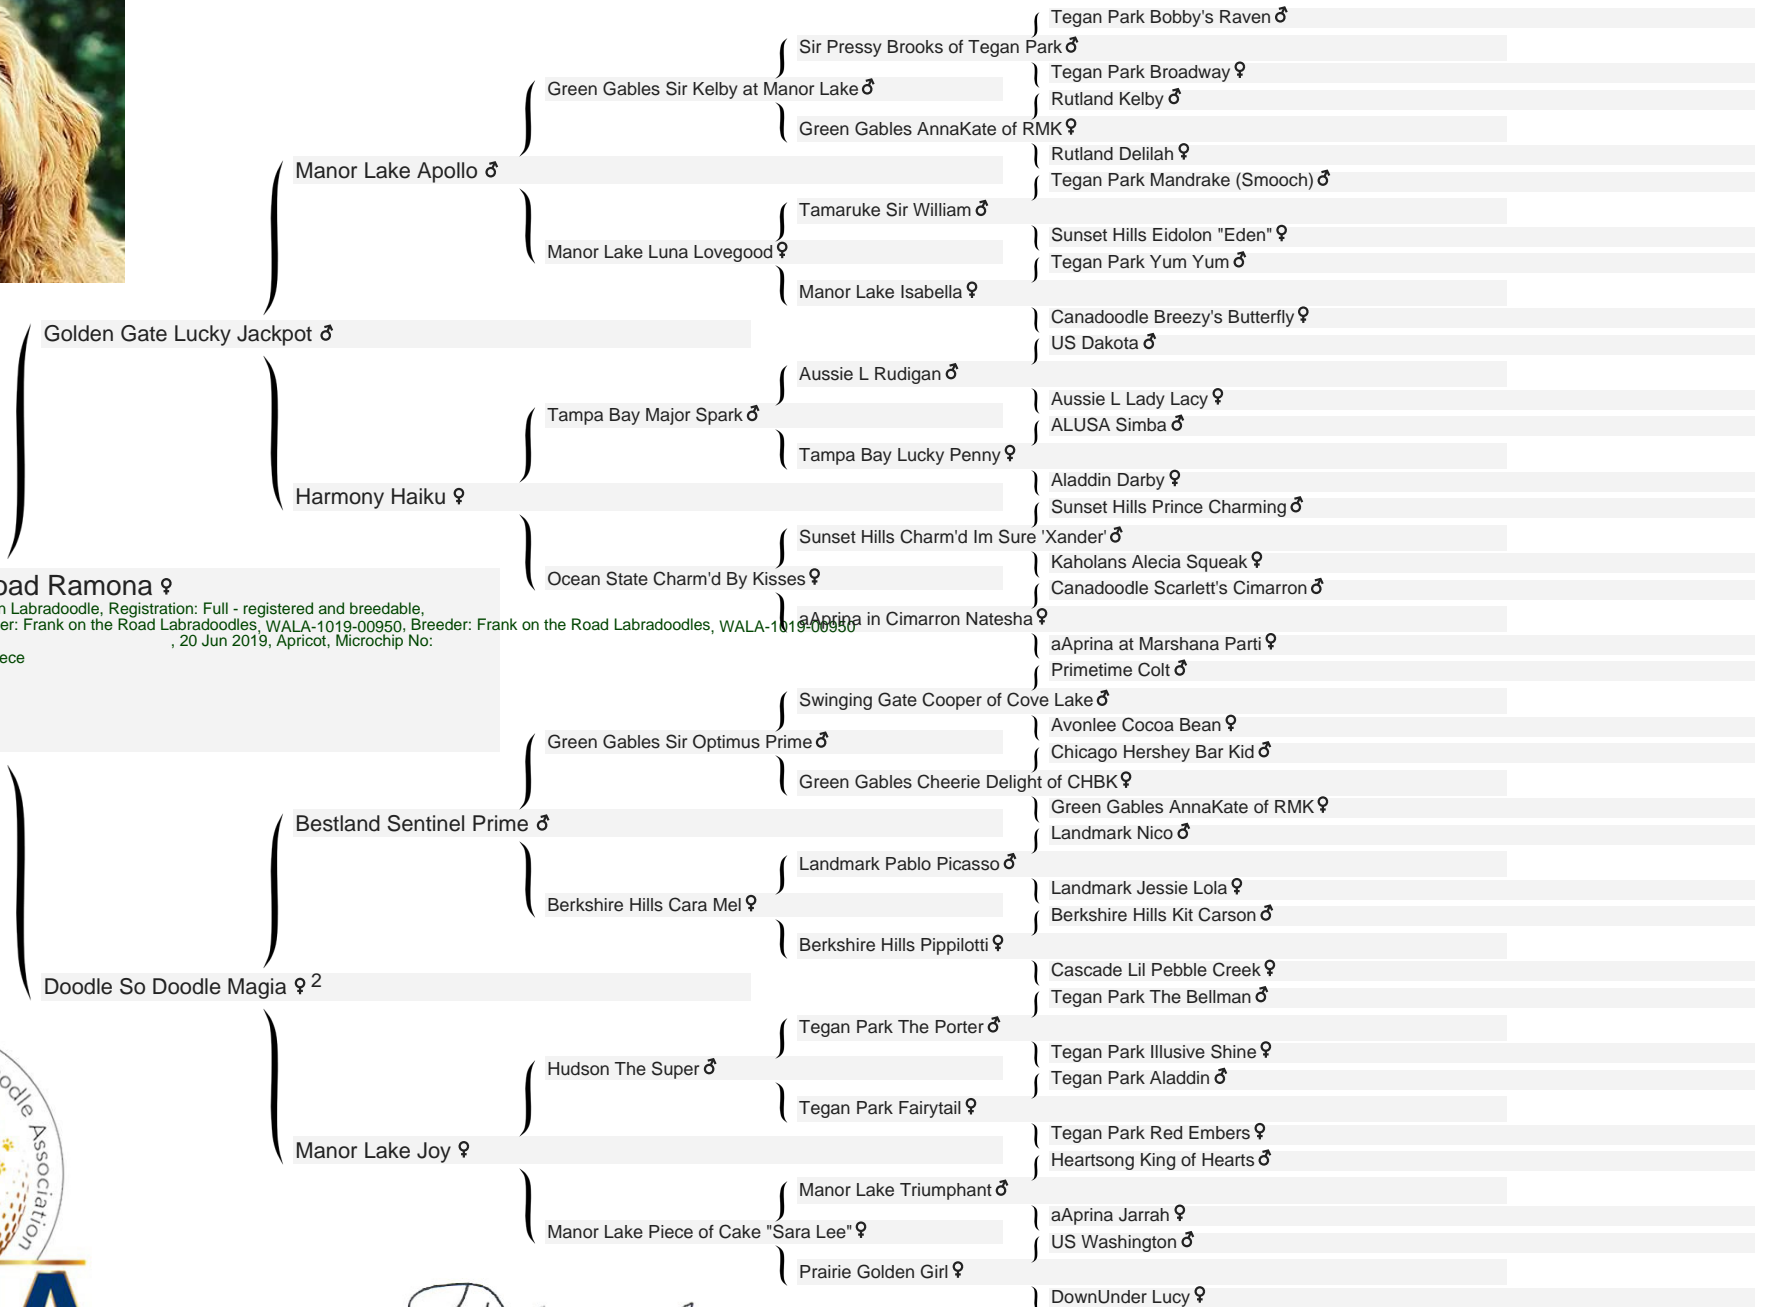 Tegan Park Bobby's Raven ♂
Sir Pressy Brooks of Tegan Park ♂
Tegan Park Broadway ♀
Green Gables Sir Kelby at Manor Lake ♂
Rutland Kelby ♂
Green Gables AnnaKate of RMK ♀
Rutland Delilah ♀
Manor Lake Apollo ♂
Tegan Park Mandrake (Smooch) ♂
Tamaruke Sir William ♂
Sunset Hills Eidolon "Eden" ♀
Manor Lake Luna Lovegood ♀
Tegan Park Yum Yum ♂
Manor Lake Isabella ♀
Canadoodle Breezy's Butterfly ♀
Golden Gate Lucky Jackpot ♂
US Dakota ♂
Aussie L Rudigan ♂
Aussie L Lady Lacy ♀
Tampa Bay Major Spark ♂
ALUSA Simba ♂
Tampa Bay Lucky Penny ♀
Aladdin Darby ♀
Harmony Haiku ♀
Sunset Hills Prince Charming ♂
Sunset Hills Charm'd Im Sure 'Xander' ♂
Kaholans Alecia Squeak ♀
Ocean State Charm'd By Kisses ♀
oad Ramona ♀
Canadoodle Scarlett's Cimarron ♂
n Labradoodle, Registration: Full - registered and breedable,
er: Frank on the Road Labradoodles, WALA-1019-00950, Breeder: Frank on the Road Labradoodles, WALA-1019-00950
aAprina in Cimarron Natesha ♀
, 20 Jun 2019, Apricot, Microchip No:
aAprina at Marshana Parti ♀
ece
Primetime Colt ♂
Swinging Gate Cooper of Cove Lake ♂
Avonlee Cocoa Bean ♀
Green Gables Sir Optimus Prime ♂
Chicago Hershey Bar Kid ♂
Green Gables Cheerie Delight of CHBK ♀
Green Gables AnnaKate of RMK ♀
Bestland Sentinel Prime ♂
Landmark Nico ♂
Landmark Pablo Picasso ♂
Landmark Jessie Lola ♀
Berkshire Hills Cara Mel ♀
Berkshire Hills Kit Carson ♂
Berkshire Hills Pippilotti ♀
Cascade Lil Pebble Creek ♀
Doodle So Doodle Magia ♀ 2
Tegan Park The Bellman ♂
Tegan Park The Porter ♂
Tegan Park Illusive Shine ♀
Hudson The Super ♂
Tegan Park Aladdin ♂
Tegan Park Fairytail ♀
Tegan Park Red Embers ♀
Manor Lake Joy ♀
Heartsong King of Hearts ♂
Manor Lake Triumphant ♂
aAprina Jarrah ♀
Manor Lake Piece of Cake "Sara Lee" ♀
US Washington ♂
Prairie Golden Girl ♀
DownUnder Lucy ♀
odle Association
A